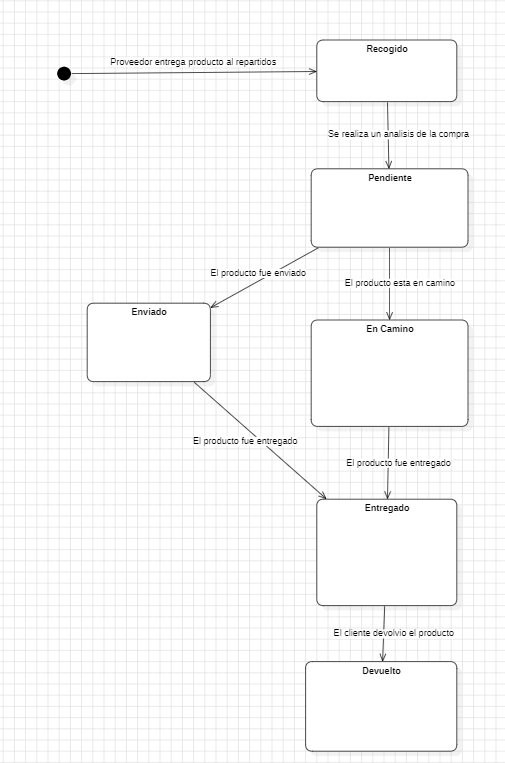 Recogido
Proveedor entrega producto al repartidos
Se realiza un analisis de la compra
Pendiente
El producto fue enviado
El producto esta en camino
Enviado
En Camino
El producto fue entregado
El producto fue entregado
Entregado
El cliente devolvio el producto
Devuelto